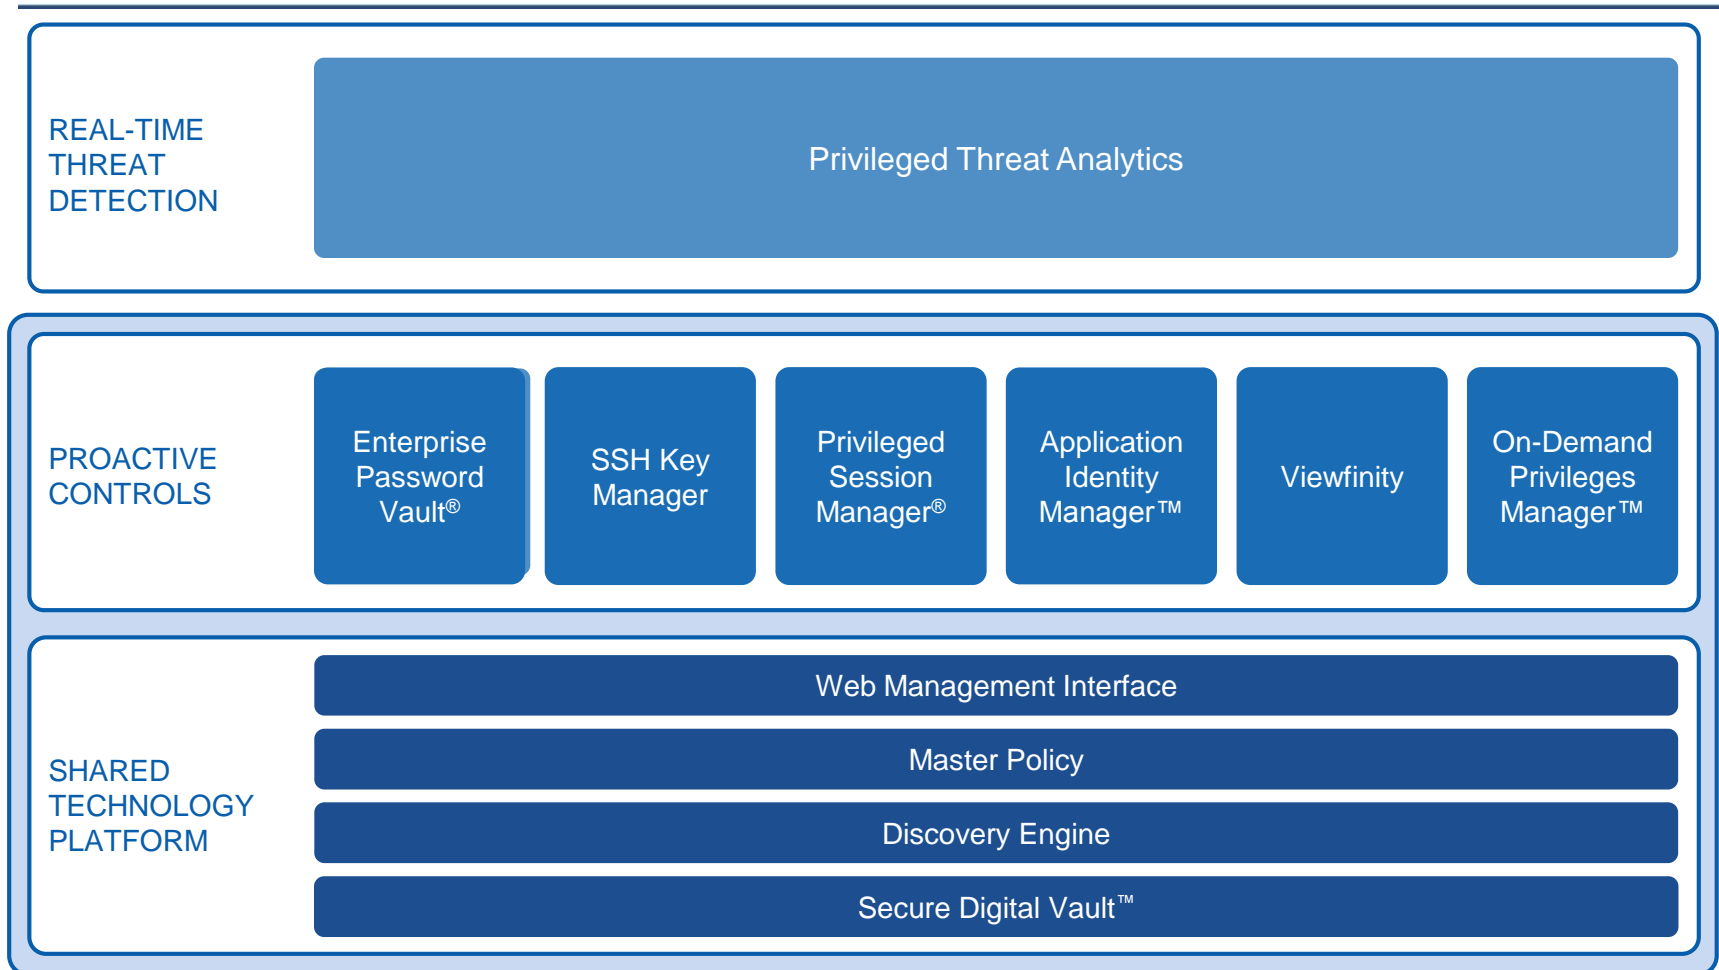 REAL-TIME
THREAT
DETECTION
Privileged Threat Analytics
PROACTIVE
CONTROLS
Enterprise
Password
Vault®
SSH Key
Manager
Privileged
Session
Manager®
Application
Identity
Manager™
Viewfinity
On-Demand
Privileges
Manager™
SHARED
TECHNOLOGY
PLATFORM
Web Management Interface
Master Policy
Discovery Engine
Secure Digital Vault™